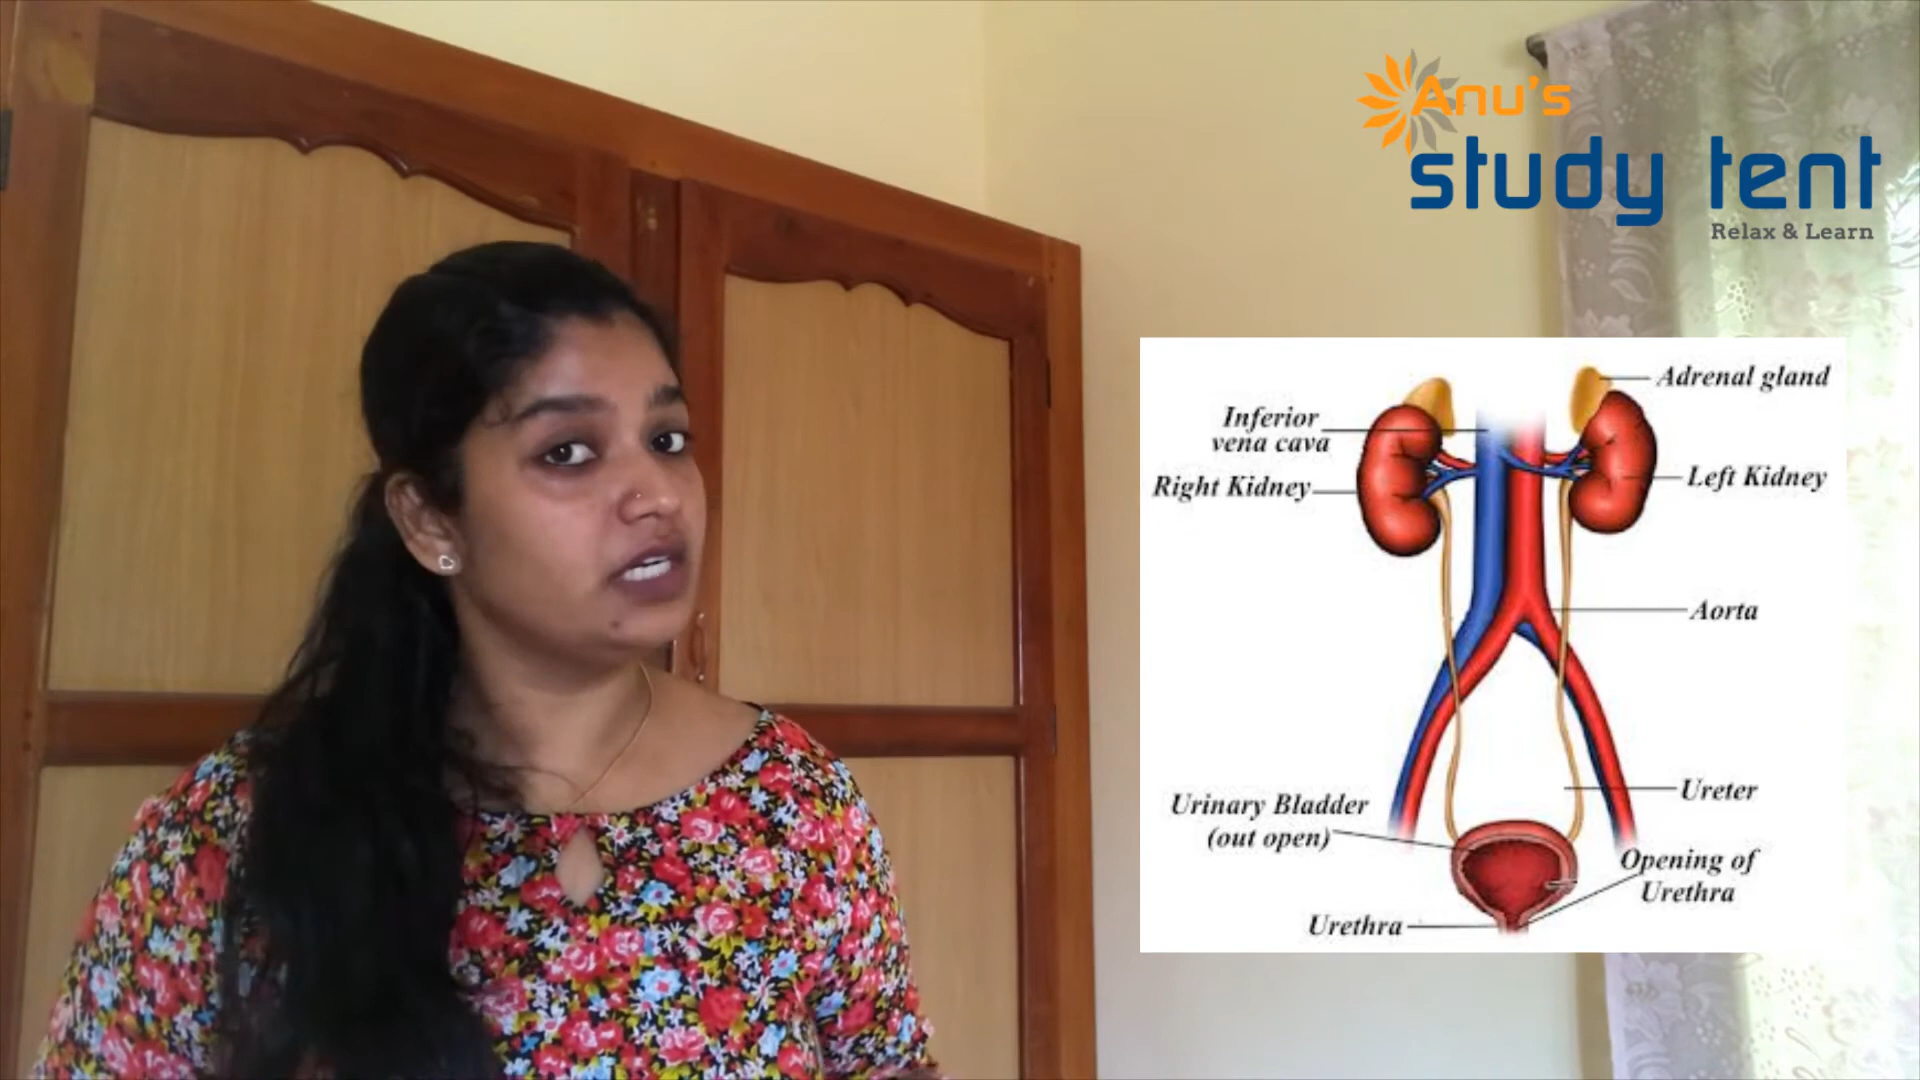 Anu's
study tent
Relax & Learn
Adrenal gland
Inferior
vena cava
Right Kidney
Left Kidney
Aorta
Ureter
Urinary Bladder
(out open)
Opening of
Urethra
Urethra